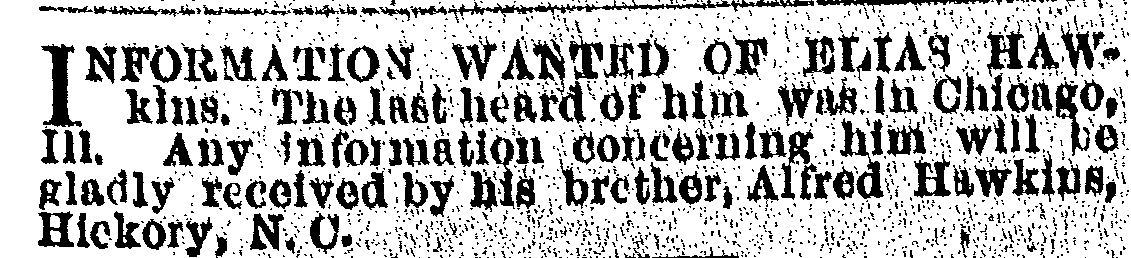 INFORMATION WANTED OF ELIAS HAW-
kins. The last heard of him was in Chicago,
Ill. Any information concerning him will be
gladly received by his brother, Alfred Hawkins,
Hickory, N. C.